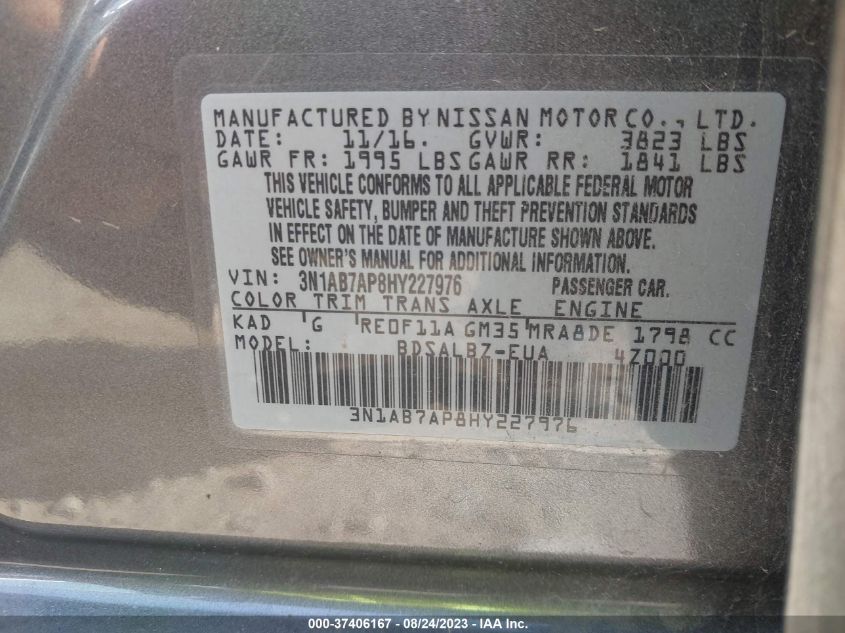 MANUFACTURED BY NISSAN MOTOR CO., LTD.
DATE: 11/16. GVWR: 3823 LBS
GAWR FR: 1995 LBS GAWR RR: 1841 LBS
THIS VEHICLE CONFORMS TO ALL APPLICABLE FEDERAL MOTOR
VEHICLE SAFETY, BUMPER AND THEFT PREVENTION STANDARDS
IN EFFECT ON THE DATE OF MANUFACTURE SHOWN ABOVE.
SEE OWNER'S MANUAL FOR ADDITIONAL INFORMATION.
VIN: 3N1AB7AP8HY227976 PASSENGER CAR.
COLOR TRIM TRANS AXLE ENGINE
KAD G RE0F11A GM35 MRA8DE 1798 CC
MODEL: BDSALBZ-EUA 4Z000
3N1AB7AP8HY227976
000-37406167 - 08/24/2023 - IAAI.com